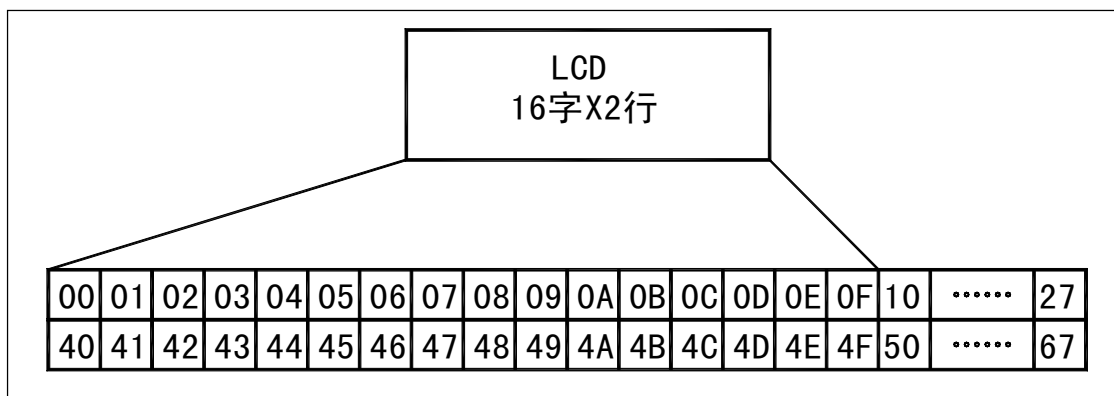 LCD
16字X2行
00 01 02 03 04 05 06 07 08 09 0A 0B 0C 0D 0E 0F 10 ...... 27
40 41 42 43 44 45 46 47 48 49 4A 4B 4C 4D 4E 4F 50 ...... 67